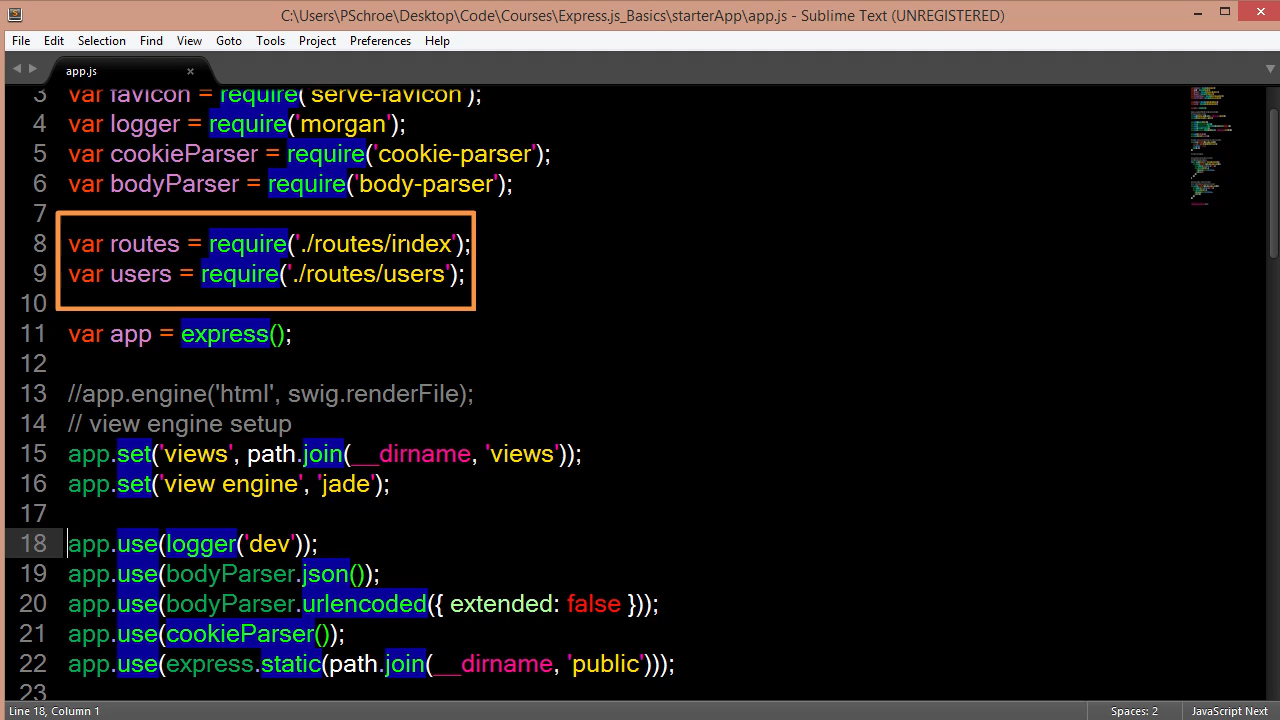 C:\Users\PSchroe\Desktop\Code\Courses\Express.js_Basics\starterApp\app.js - Sublime Text (UNREGISTERED)
File Edit Selection Find View Goto Tools Project Preferences Help
app.js
3 var favicon = require('serve-favicon');
4 var logger = require('morgan');
5 var cookieParser = require('cookie-parser');
6 var bodyParser = require('body-parser');
7
8 var routes = require('./routes/index');
9 var users = require('./routes/users');
10
11 var app = express();
12
13 //app.engine('html', swig.renderFile);
14 // view engine setup
15 app.set('views', path.join(__dirname, 'views'));
16 app.set('view engine', 'jade');
17
18 app.use(logger('dev'));
19 app.use(bodyParser.json());
20 app.use(bodyParser.urlencoded({ extended: false }));
21 app.use(cookieParser());
22 app.use(express.static(path.join(__dirname, 'public')));
23
Line 18, Column 1 Spaces: 2 JavaScript Next